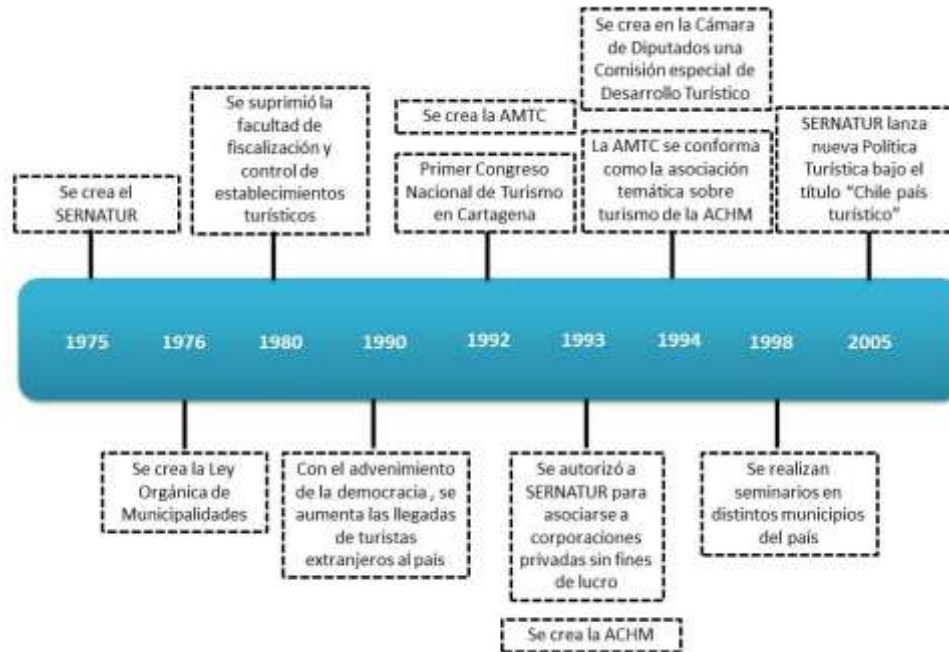 Se crea en la Cámara
de Diputados una
Comisión especial de
Desarrollo Turístico
Se suprimió la
facultad de
fiscalización y
control de
establecimientos
turísticos
Se crea la AMTC
SERNATUR lanza
nueva Política
Turística bajo el
título "Chile país
turístico"
Se crea el
SERNATUR
Primer Congreso
Nacional de Turismo
en Cartagena
La AMTC se conforma
como la asociación
temática sobre
turismo de la ACHM
1975 1976 1980 1990 1992 1993 1994 1998 2005
Se crea la Ley
Orgánica de
Municipalidades
Con el advenimiento
de la democracia , se
aumenta las llegadas
de turistas
extranjeros al país
Se autorizó a
SERNATUR para
asociarse a
corporaciones
privadas sin fines
de lucro
Se realizan
seminarios en
distintos municipios
del país
Se crea la ACHM